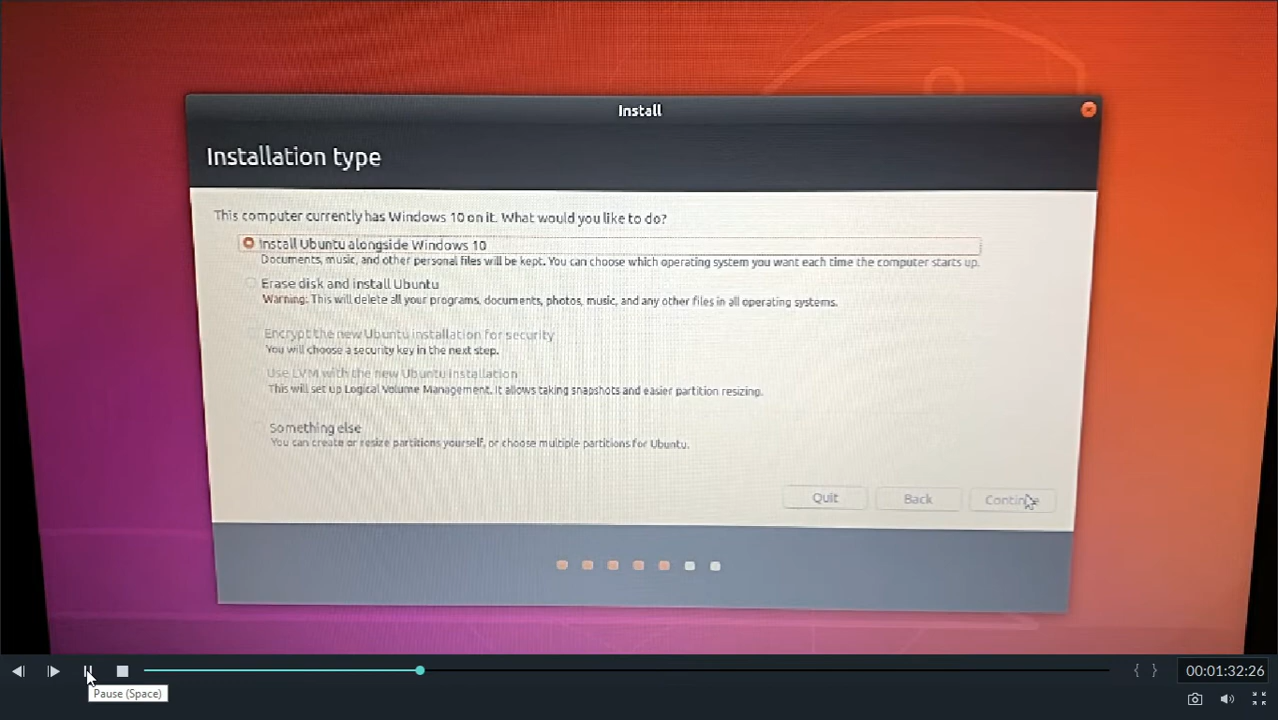 Install
Installation type
This computer currently has Windows 10 on it. What would you like to do?
Install Ubuntu alongside Windows 10
Documents, music, and other personal files will be kept. You can choose which operating system you want each time the computer starts up.
Erase disk and install Ubuntu
Warning: This will delete all your programs, documents, photos, music, and any other files in all operating systems.
Encrypt the new Ubuntu installation for security
You will choose a security key in the next step.
Use LVM with the new Ubuntu installation
This will set up Logical Volume Management. It allows taking snapshots and easier partition resizing.
Something else
You can create or resize partitions yourself, or choose multiple partitions for Ubuntu.
Quit Back Continue
{ } 00:01:32:26
Pause (Space)